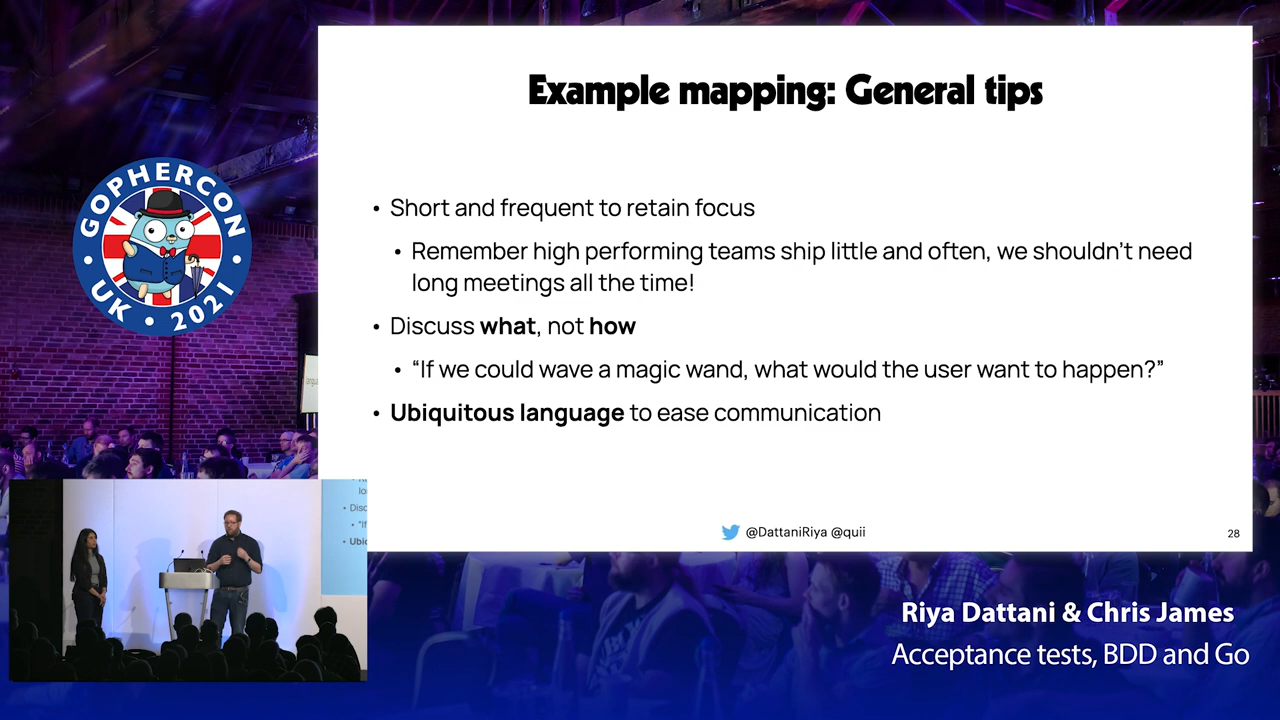 Example mapping: General tips
GOPHERCON
UK • 2021
• Short and frequent to retain focus
• Remember high performing teams ship little and often, we shouldn’t need
long meetings all the time!
• Discuss what, not how
• “If we could wave a magic wand, what would the user want to happen?”
• Ubiquitous language to ease communication
@DattaniRiya @quii
28
• Disc
• “If
• Ubiq
Riya Dattani & Chris James
Acceptance tests, BDD and Go